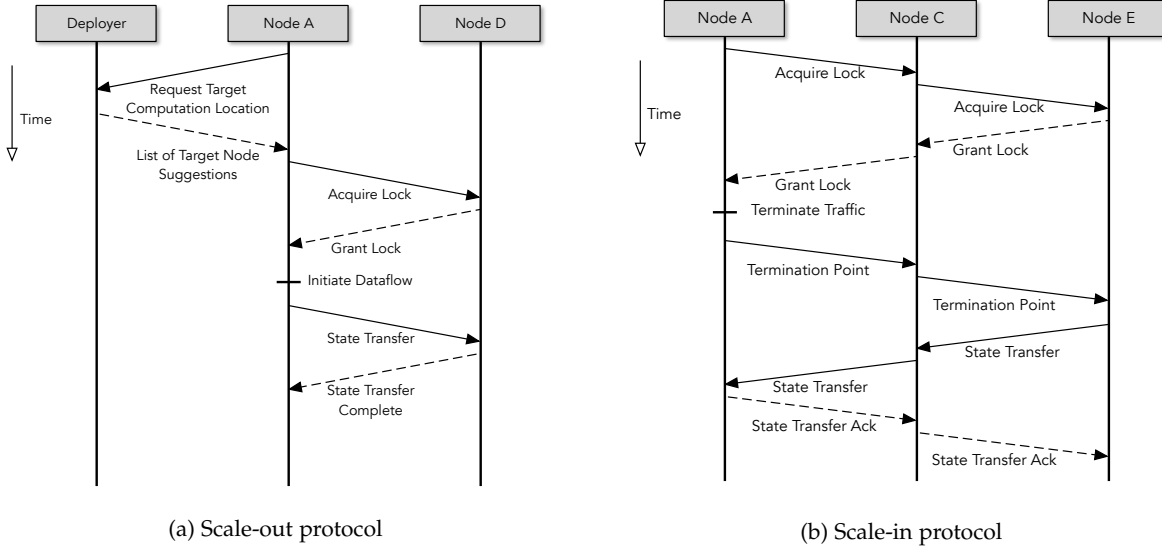 Deployer
Node A
Node D
Time
Request Target
Computation Location
List of Target Node
Suggestions
Acquire Lock
Grant Lock
Initiate Dataflow
State Transfer
State Transfer
Complete
(a) Scale-out protocol
Node A
Node C
Node E
Time
Acquire Lock
Acquire Lock
Grant Lock
Grant Lock
Terminate Traffic
Termination Point
Termination Point
State Transfer
State Transfer
State Transfer Ack
State Transfer Ack
(b) Scale-in protocol